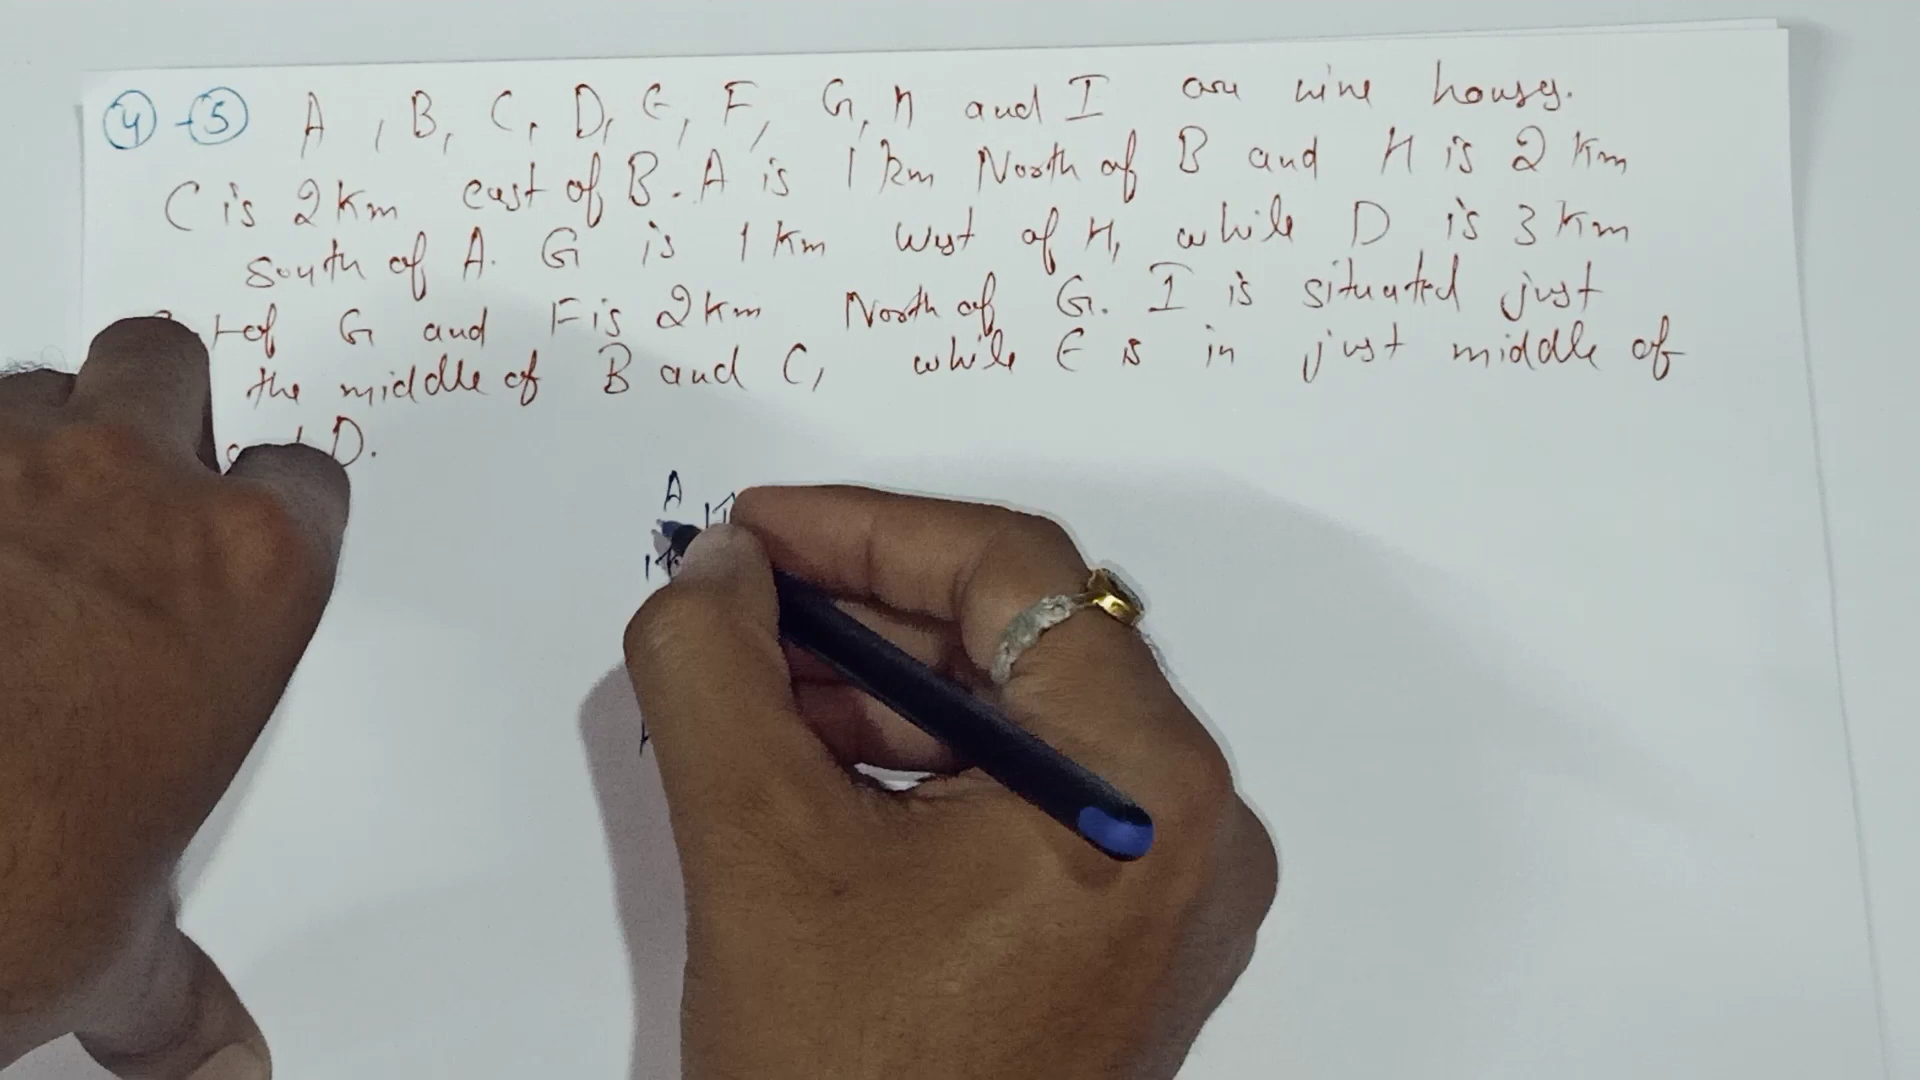 4 - 5 A, B, C, D, E, F, G, H and I are nine houses.
C is 2 Km east of B. A is 1 km North of B and H is 2 Km
south of A. G is 1 Km west of H, while D is 3 Km
of G and F is 2 Km North of G. I is situated just
the middle of B and C, while E is in just middle of
D.
A